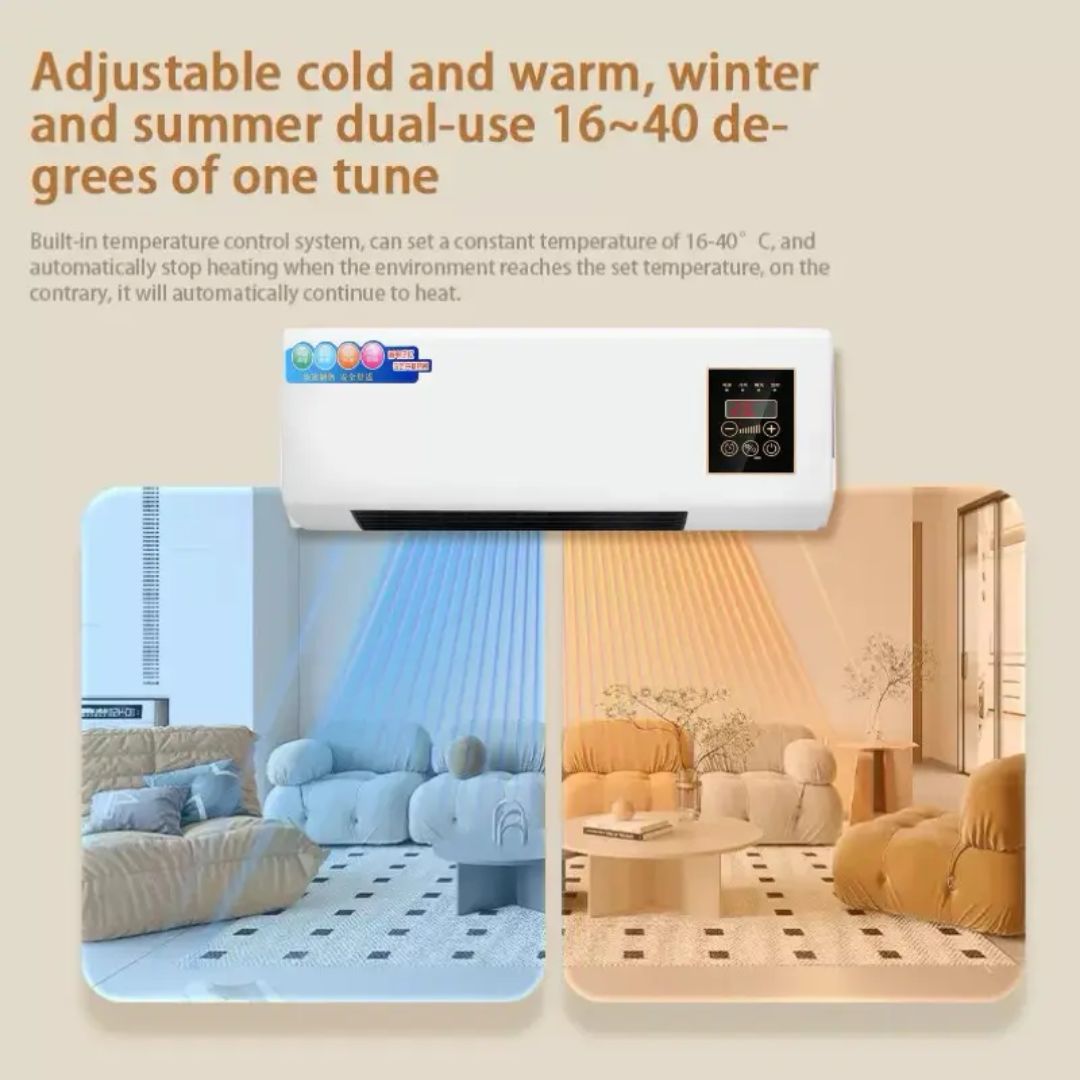 Adjustable cold and warm, winter
and summer dual-use 16~40 de-
grees of one tune
Built-in temperature control system, can set a constant temperature of 16-40° C, and
automatically stop heating when the environment reaches the set temperature, on the
contrary, it will automatically continue to heat.